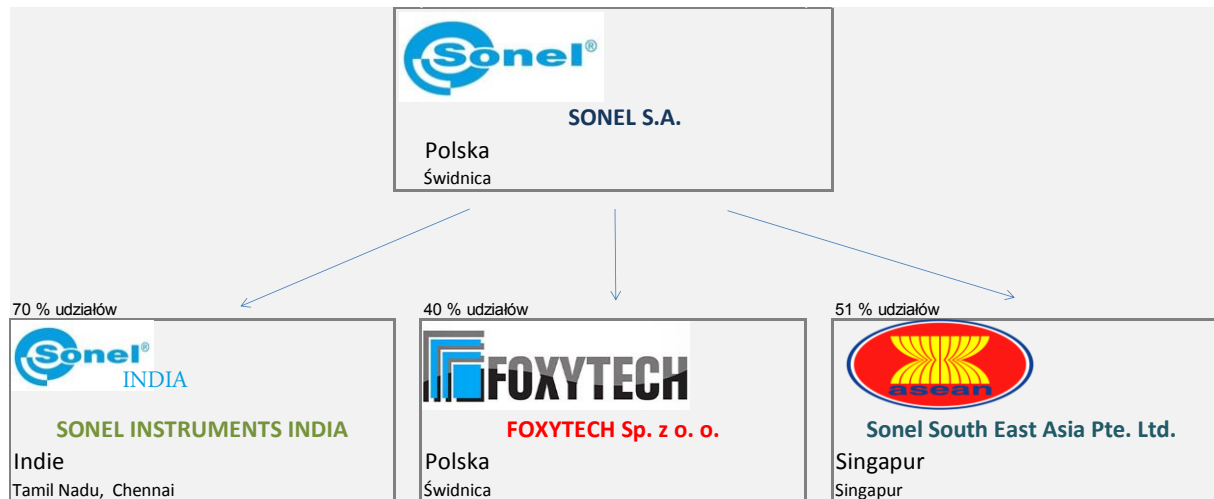 Sonel®
SONEL S.A.
Polska
Świdnica
70 % udziałów
40 % udziałów
51 % udziałów
Sonel®
INDIA
FOXYTECH
asean
SONEL INSTRUMENTS INDIA
FOXYTECH Sp. z o. o.
Sonel South East Asia Pte. Ltd.
Indie
Polska
Singapur
Tamil Nadu, Chennai
Świdnica
Singapur